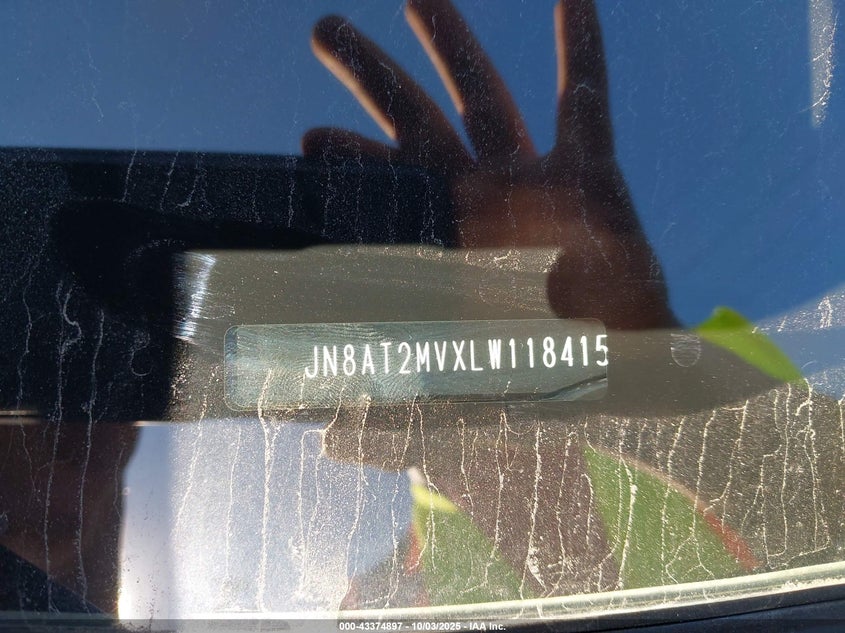 JN8AT2MVXLW118415
000-43374897 - 10/03/2025 - IAA Inc.